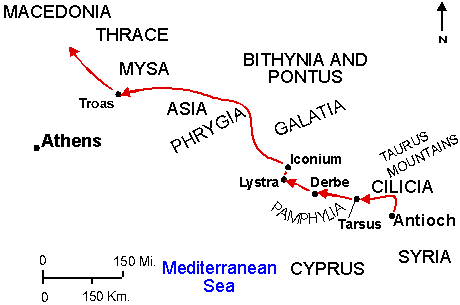 MACEDONIA
THRACE
N
BITHYNIA AND
PONTUS
MYSA
Troas
ASIA
PHRYGIA
GALATIA
Athens
TAURUS
MOUNTAINS
Iconium
Lystra
Derbe
CILICIA
PAMPHYLIA
Tarsus
Antioch
SYRIA
0 150 Mi.
Mediterranean
Sea
CYPRUS
0 150 Km.